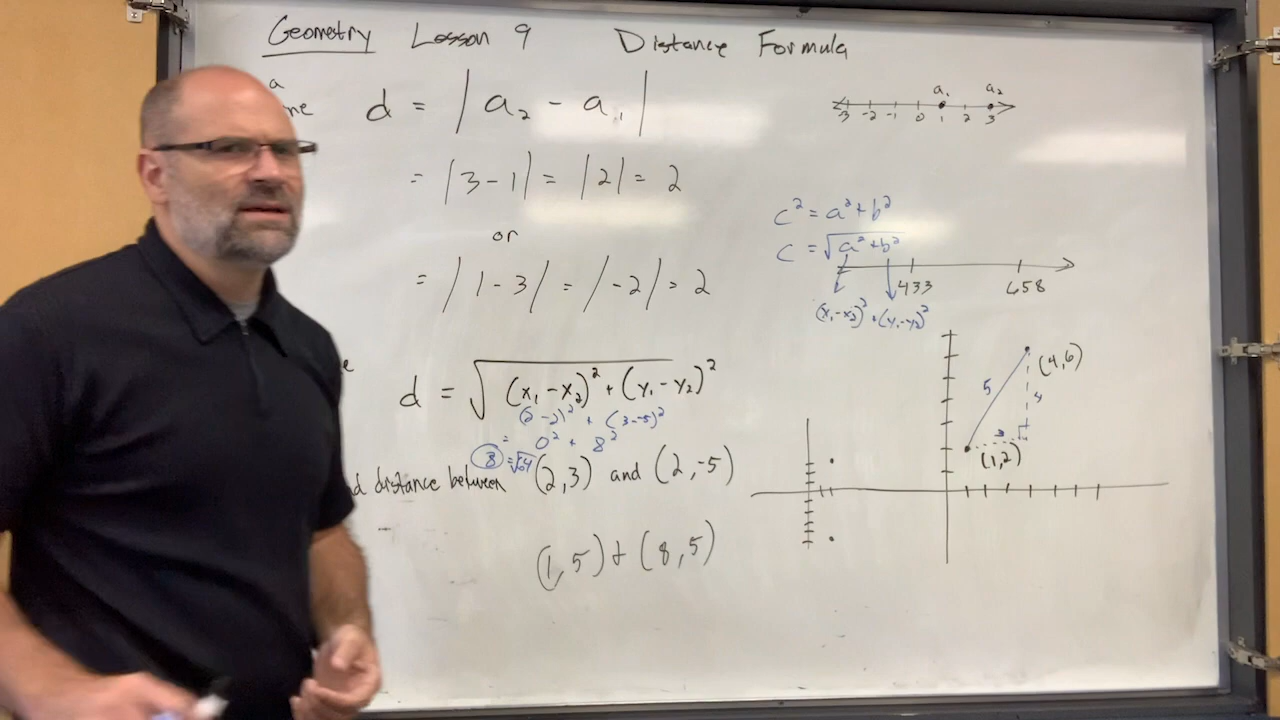 Geometry Lesson 9 Distance Formula
a
d = | a₂ - a₁ |
a₁ a₂
-3 -2 -1 0 1 2 3
= |3-1| = |2| = 2
or
= |1-3| = |-2| = 2
c² = a² + b²
c = √a² + b²
433 658
(x₁-x₂)² + (y₁-y₂)²
d = √(x₁-x₂)² + (y₁-y₂)²
(2-2)² + (3--5)²
= 0² + 8²
8 = √64
distance between (2,3) and (2,-5)
(1,5) + (8,5)
(4,6)
5
4
3
(1,2)